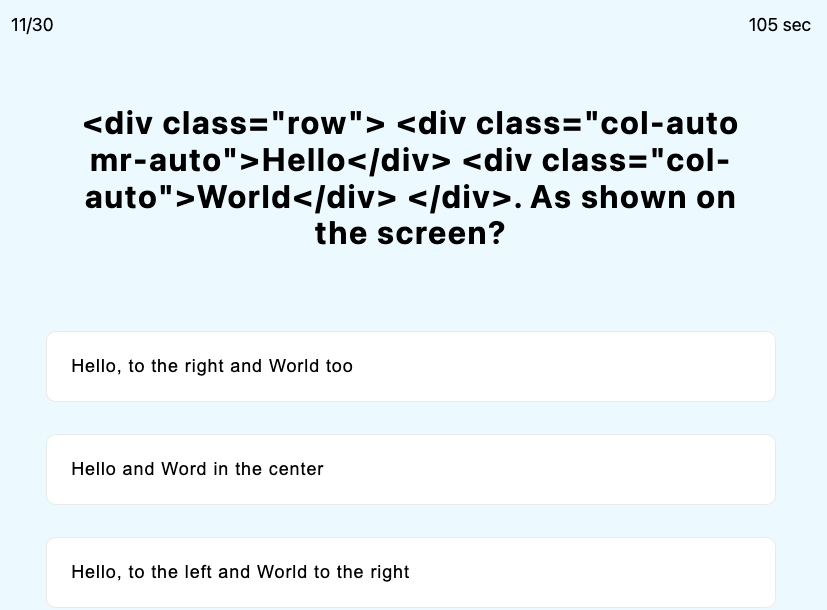 11/30
105 sec
<div class="row"> <div class="col-auto
mr-auto">Hello</div> <div class="col-
auto">World</div> </div>. As shown on
the screen?
Hello, to the right and World too
Hello and Word in the center
Hello, to the left and World to the right